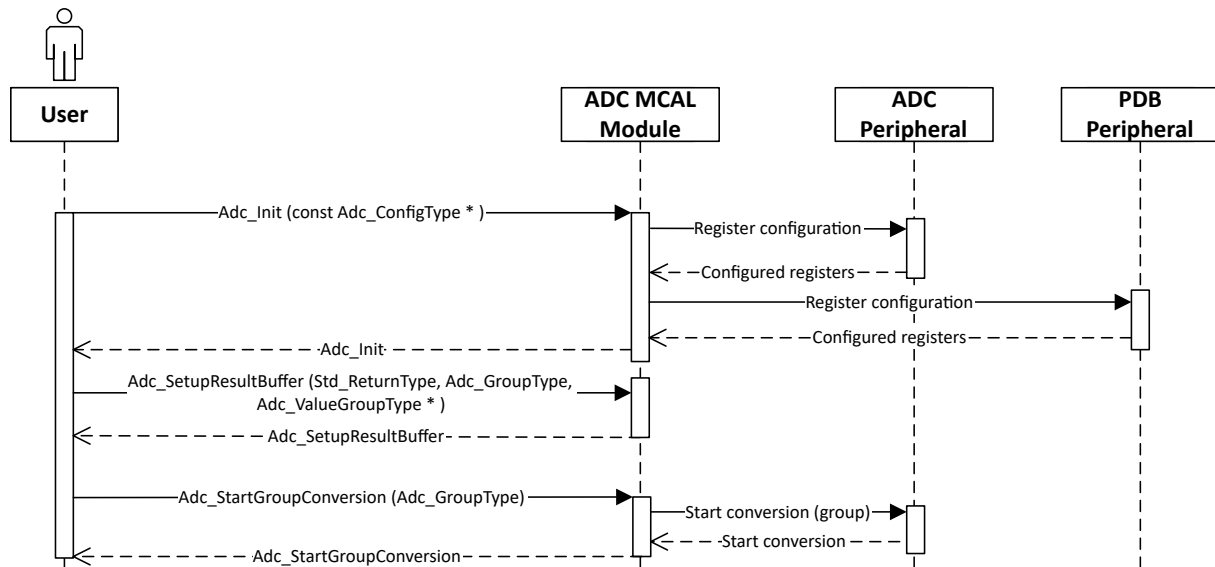 User
ADC MCAL
Module
ADC
Peripheral
PDB
Peripheral
Adc_Init (const Adc_ConfigType * )
Register configuration
Configured registers
Register configuration
Configured registers
Adc_Init
Adc_SetupResultBuffer (Std_ReturnType, Adc_GroupType,
Adc_ValueGroupType * )
Adc_SetupResultBuffer
Adc_StartGroupConversion (Adc_GroupType)
Start conversion (group)
Start conversion
Adc_StartGroupConversion